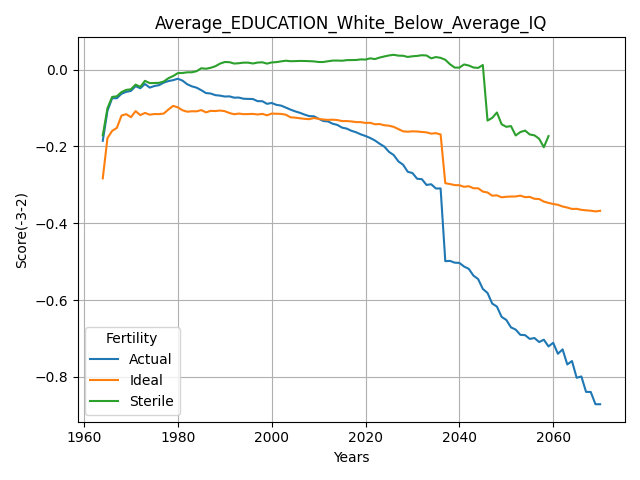 Average_EDUCATION_White_Below_Average_IQ
0.0
−0.2
−0.4
−0.6
−0.8
Score(-3-2)
Fertility
Actual
Ideal
Sterile
1960 1980 2000 2020 2040 2060
Years